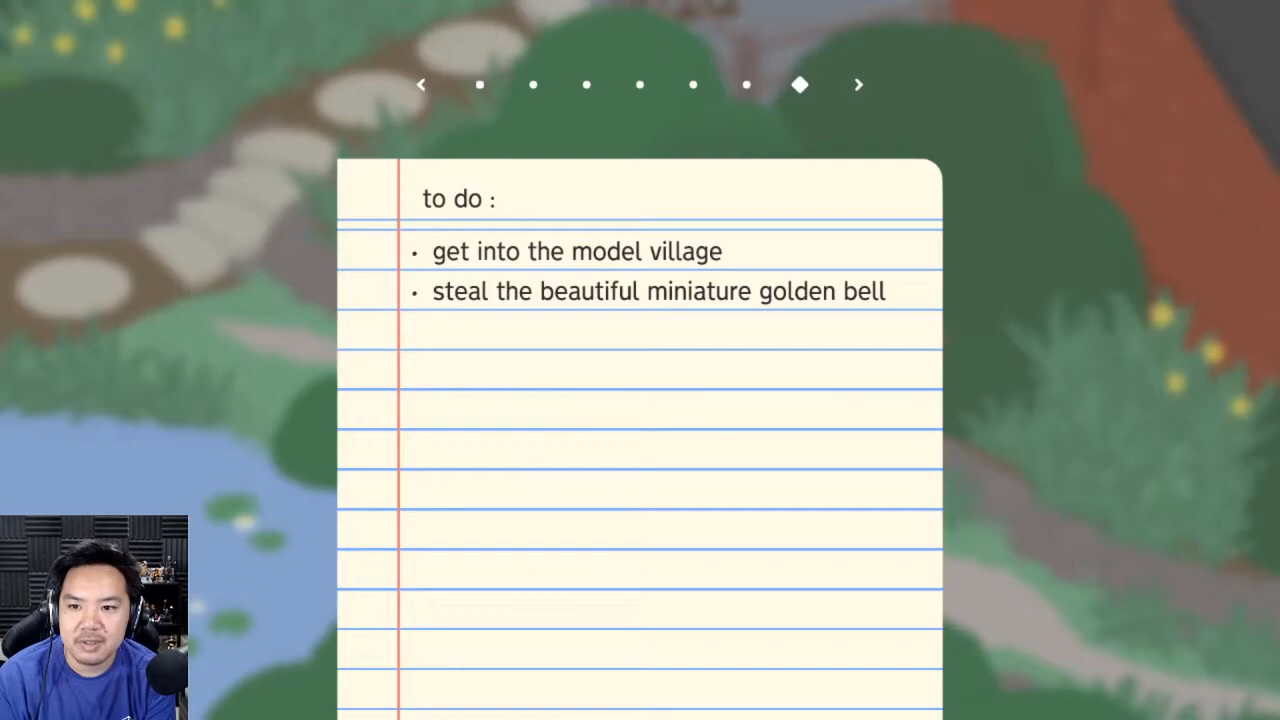 to do :
• get into the model village
• steal the beautiful miniature golden bell